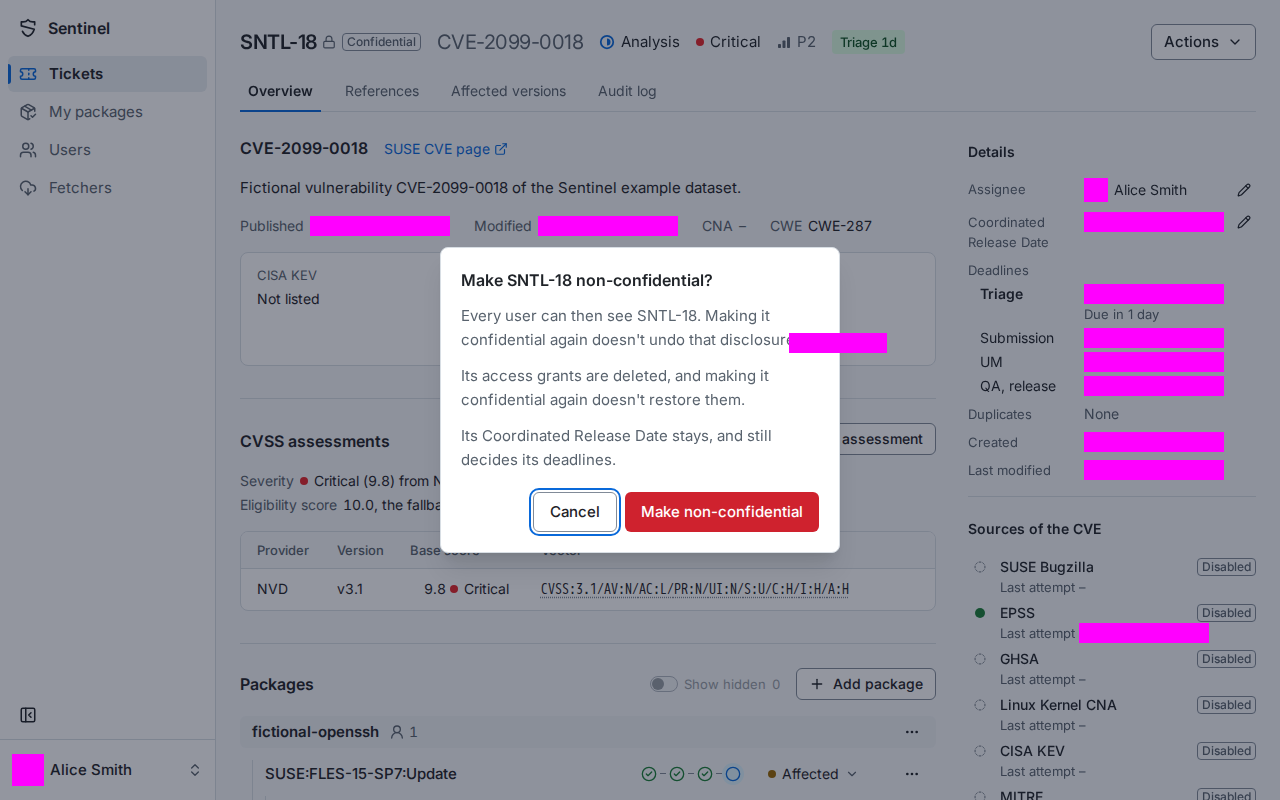 Sentinel
Tickets
My packages
Users
Fetchers
Alice Smith
SNTL-18 Confidential CVE-2099-0018 Analysis Critical P2 Triage 1d
Actions
Overview References Affected versions Audit log
CVE-2099-0018 SUSE CVE page
Fictional vulnerability CVE-2099-0018 of the Sentinel example dataset.
Published Modified CNA – CWE CWE-287
CISA KEV
Not listed
Make SNTL-18 non-confidential?
Every user can then see SNTL-18. Making it
confidential again doesn't undo that disclosure
Its access grants are deleted, and making it
confidential again doesn't restore them.
Its Coordinated Release Date stays, and still
decides its deadlines.
Cancel Make non-confidential
CVSS assessments assessment
Severity Critical (9.8) from
Eligibility score 10.0, the
Provider Version Base
NVD v3.1 9.8 Critical CVSS:3.1/AV:N/AC:L/PR:N/UI:N/S:U/C:H/I:H/A:H
Packages Show hidden 0 Add package
fictional-openssh 1
SUSE:FLES-15-SP7:Update Affected
Details
Assignee Alice Smith
Coordinated
Release Date
Deadlines
Triage
Due in 1 day
Submission
UM
QA, release
Duplicates None
Created
Last modified
Sources of the CVE
SUSE Bugzilla Disabled
Last attempt –
EPSS Disabled
Last attempt
GHSA Disabled
Last attempt –
Linux Kernel CNA Disabled
Last attempt –
CISA KEV Disabled
Last attempt –
MITRE Disabled